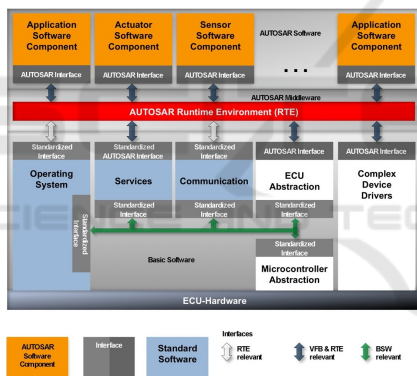 Application
Software
Component
Actuator
Software
Component
Sensor
Software
Component
AUTOSAR Software
Application
Software
Component
AUTOSAR Interface
AUTOSAR Interface
AUTOSAR Interface
...
AUTOSAR Interface
AUTOSAR Middleware
AUTOSAR Runtime Environment (RTE)
Standardized
Interface
Standardized
AUTOSAR Interface
Standardized
Interface
AUTOSAR Interface
AUTOSAR Interface
Operating
System
Services
Communication
ECU
Abstraction
Complex
Device
Drivers
Standardized
Interface
Standardized
Interface
Standardized
Interface
Standardized
Interface
Basic Software
Standardized
Interface
Microcontroller
Abstraction
ECU-Hardware
AUTOSAR
Software
Component
Interface
Standard
Software
Interfaces
RTE
relevant
VFB & RTE
relevant
BSW
relevant